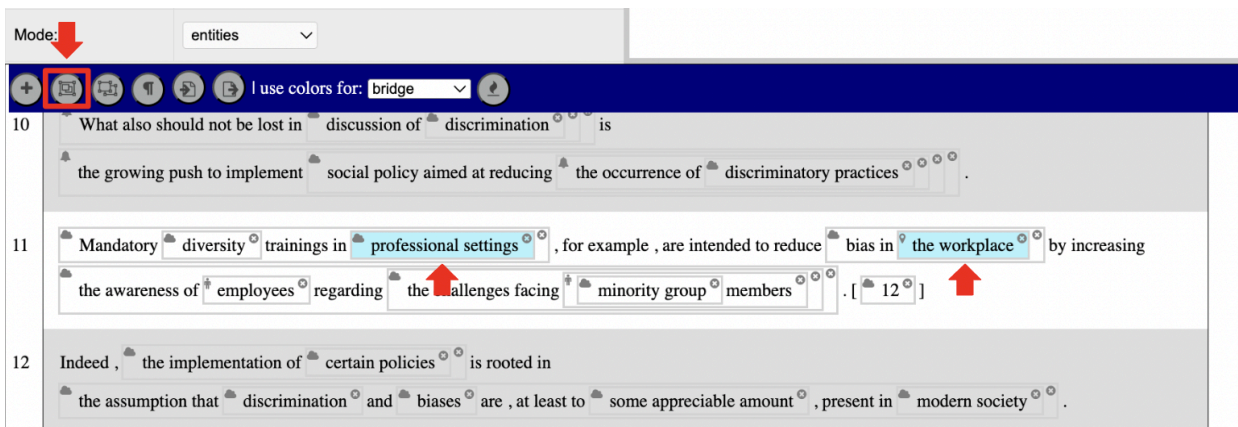 Mode: entities
I use colors for: bridge
10 What also should not be lost in discussion of discrimination is
the growing push to implement social policy aimed at reducing the occurrence of discriminatory practices .
11 Mandatory diversity trainings in professional settings , for example , are intended to reduce bias in the workplace by increasing
the awareness of employees regarding the challenges facing minority group members . [ 12 ]
12 Indeed , the implementation of certain policies is rooted in
the assumption that discrimination and biases are , at least to some appreciable amount , present in modern society .